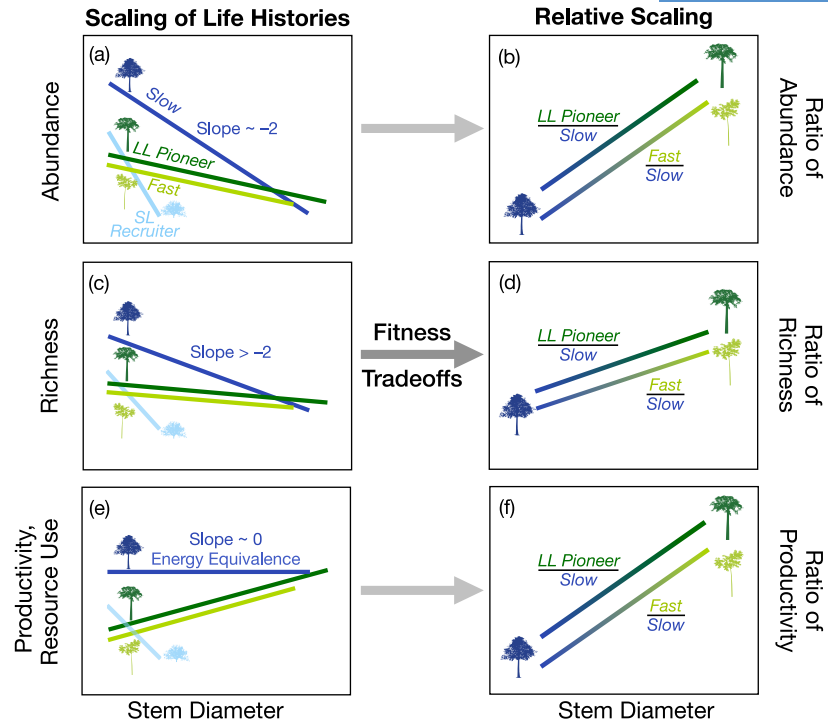 Scaling of Life Histories
Relative Scaling
Abundance
(a)
Slow
Slope ~ −2
LL Pioneer
Fast
SL
Recruiter
(b)
LL Pioneer
Slow
Fast
Slow
Ratio of
Abundance
Richness
(c)
Slope > −2
Fitness
Tradeoffs
(d)
LL Pioneer
Slow
Fast
Slow
Ratio of
Richness
Productivity,
Resource Use
(e)
Slope ~ 0
Energy Equivalence
(f)
LL Pioneer
Slow
Fast
Slow
Ratio of
Productivity
Stem Diameter
Stem Diameter